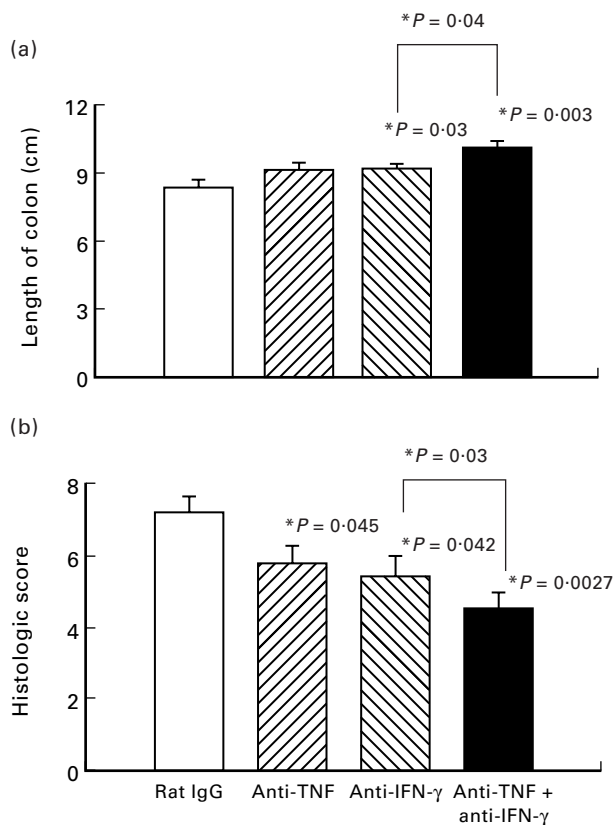 (a)
*P = 0·04
*P = 0·03
*P = 0·003
Length of colon (cm)
12
9
6
3
0
(b)
*P = 0·03
*P = 0·045
*P = 0·042
*P = 0·0027
Histologic score
8
6
4
2
0
Rat IgG Anti-TNF Anti-IFN-γ Anti-TNF +
anti-IFN-γ